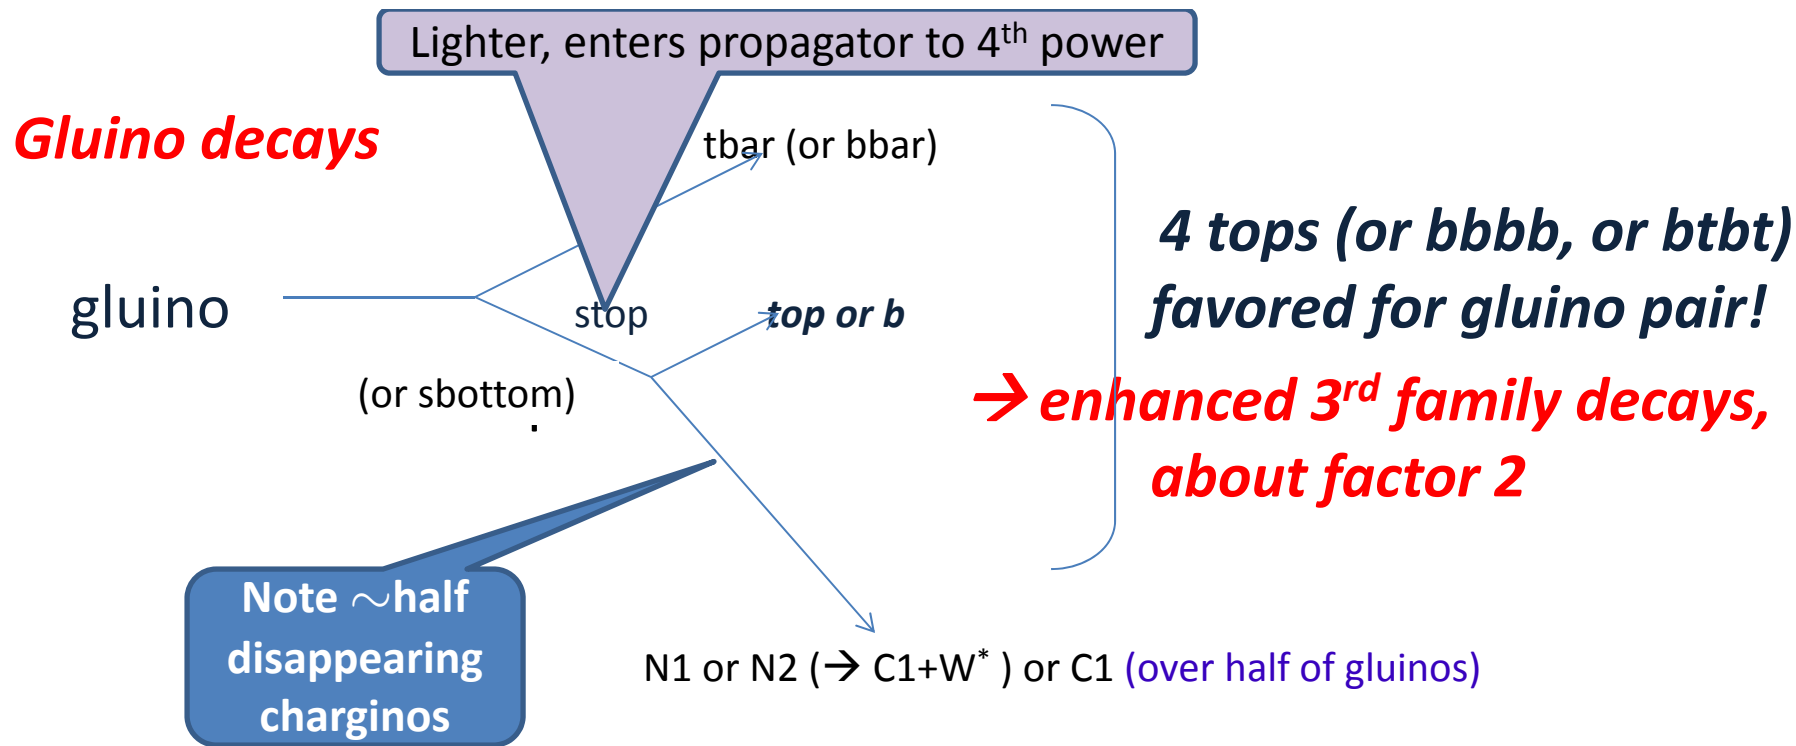 Lighter, enters propagator to 4th power
Gluino decays
tbar (or bbar)
4 tops (or bbbb, or btbt)
gluino
stop
top or b
favored for gluino pair!
(or sbottom)
→ enhanced 3rd family decays,
about factor 2
Note ∼half
disappearing
charginos
N1 or N2 (→ C1+W* ) or C1 (over half of gluinos)